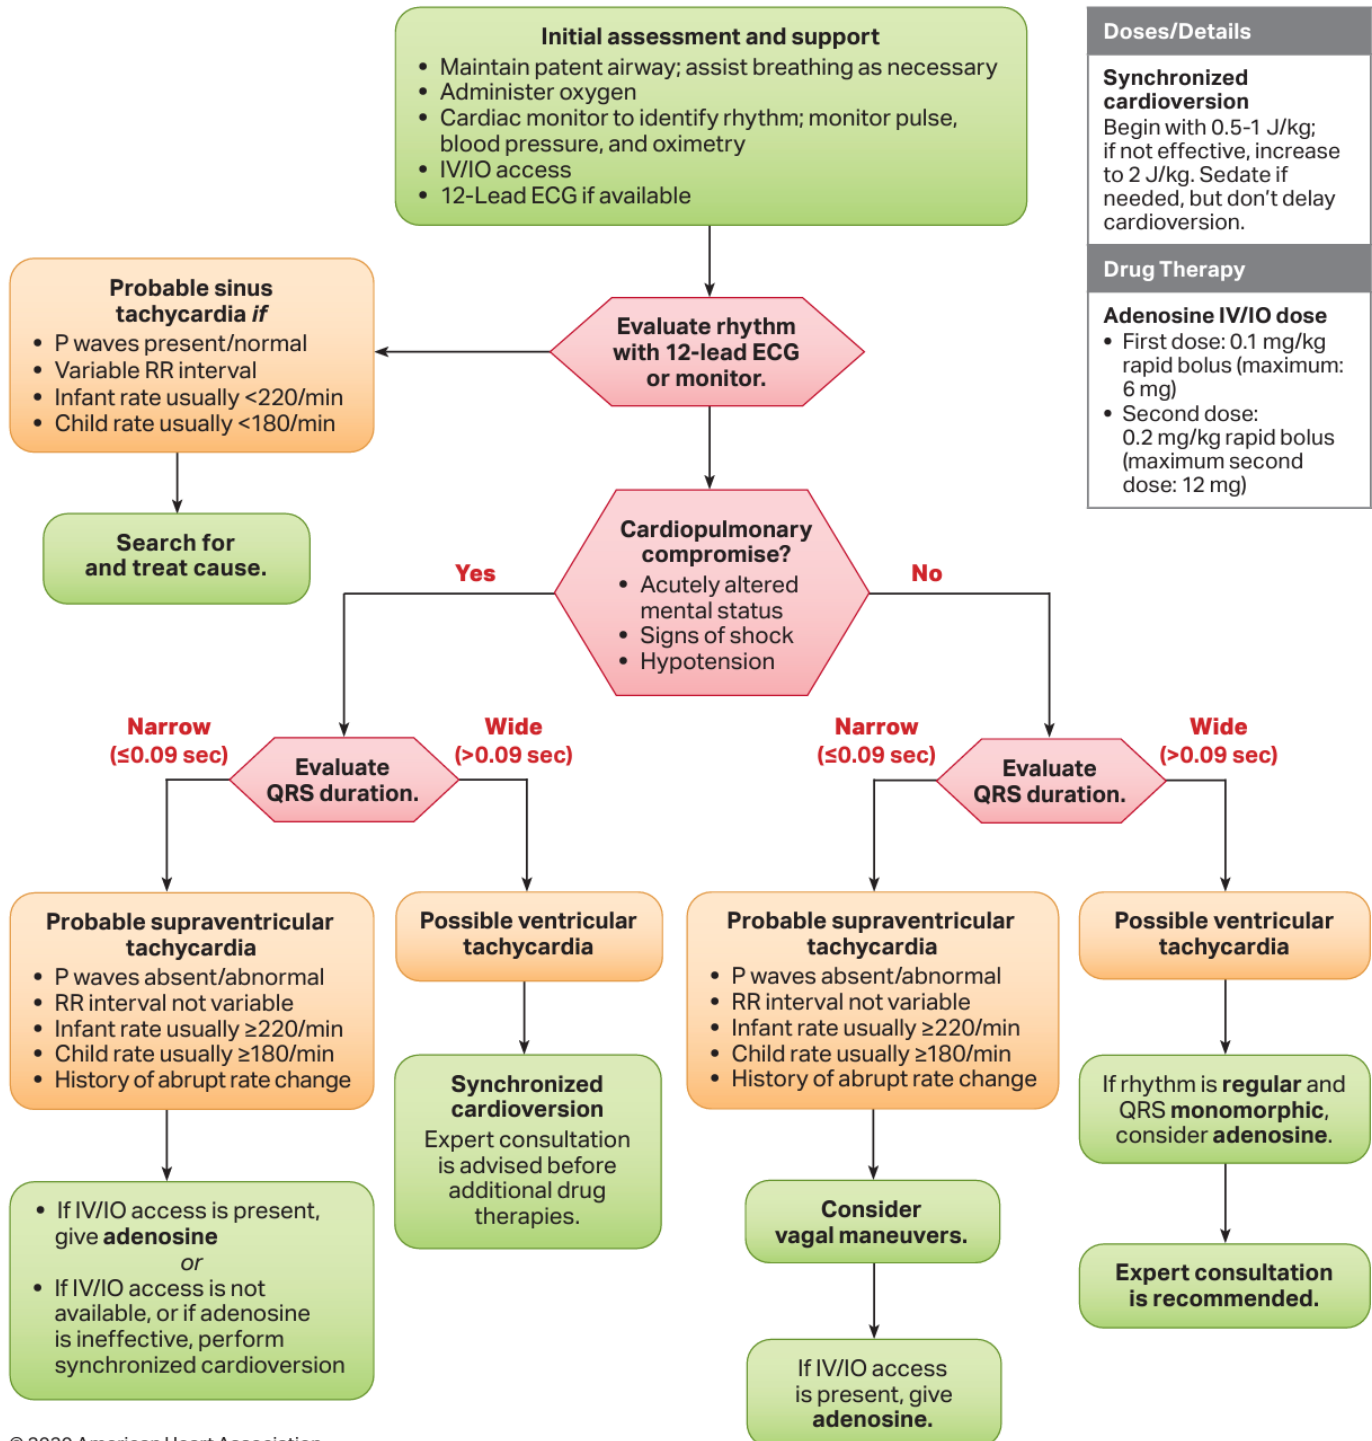 Initial assessment and support
• Maintain patent airway; assist breathing as necessary
• Administer oxygen
• Cardiac monitor to identify rhythm; monitor pulse,
blood pressure, and oximetry
• IV/IO access
• 12-Lead ECG if available
Doses/Details
Synchronized
cardioversion
Begin with 0.5-1 J/kg;
if not effective, increase
to 2 J/kg. Sedate if
needed, but don’t delay
cardioversion.
Drug Therapy
Adenosine IV/IO dose
• First dose: 0.1 mg/kg
rapid bolus (maximum:
6 mg)
• Second dose:
0.2 mg/kg rapid bolus
(maximum second
dose: 12 mg)
Probable sinus
tachycardia if
• P waves present/normal
• Variable RR interval
• Infant rate usually <220/min
• Child rate usually <180/min
Evaluate rhythm
with 12-lead ECG
or monitor.
Search for
and treat cause.
Cardiopulmonary
compromise?
• Acutely altered
mental status
• Signs of shock
• Hypotension
Yes
No
Narrow
(≤0.09 sec)
Wide
(>0.09 sec)
Evaluate
QRS duration.
Narrow
(≤0.09 sec)
Wide
(>0.09 sec)
Evaluate
QRS duration.
Probable supraventricular
tachycardia
• P waves absent/abnormal
• RR interval not variable
• Infant rate usually ≥220/min
• Child rate usually ≥180/min
• History of abrupt rate change
Possible ventricular
tachycardia
Probable supraventricular
tachycardia
• P waves absent/abnormal
• RR interval not variable
• Infant rate usually ≥220/min
• Child rate usually ≥180/min
• History of abrupt rate change
Possible ventricular
tachycardia
• If IV/IO access is present,
give adenosine
or
• If IV/IO access is not
available, or if adenosine
is ineffective, perform
synchronized cardioversion
Synchronized
cardioversion
Expert consultation
is advised before
additional drug
therapies.
Consider
vagal maneuvers.
If IV/IO access
is present, give
adenosine.
If rhythm is regular and
QRS monomorphic,
consider adenosine.
Expert consultation
is recommended.
© 2020 American Heart Association